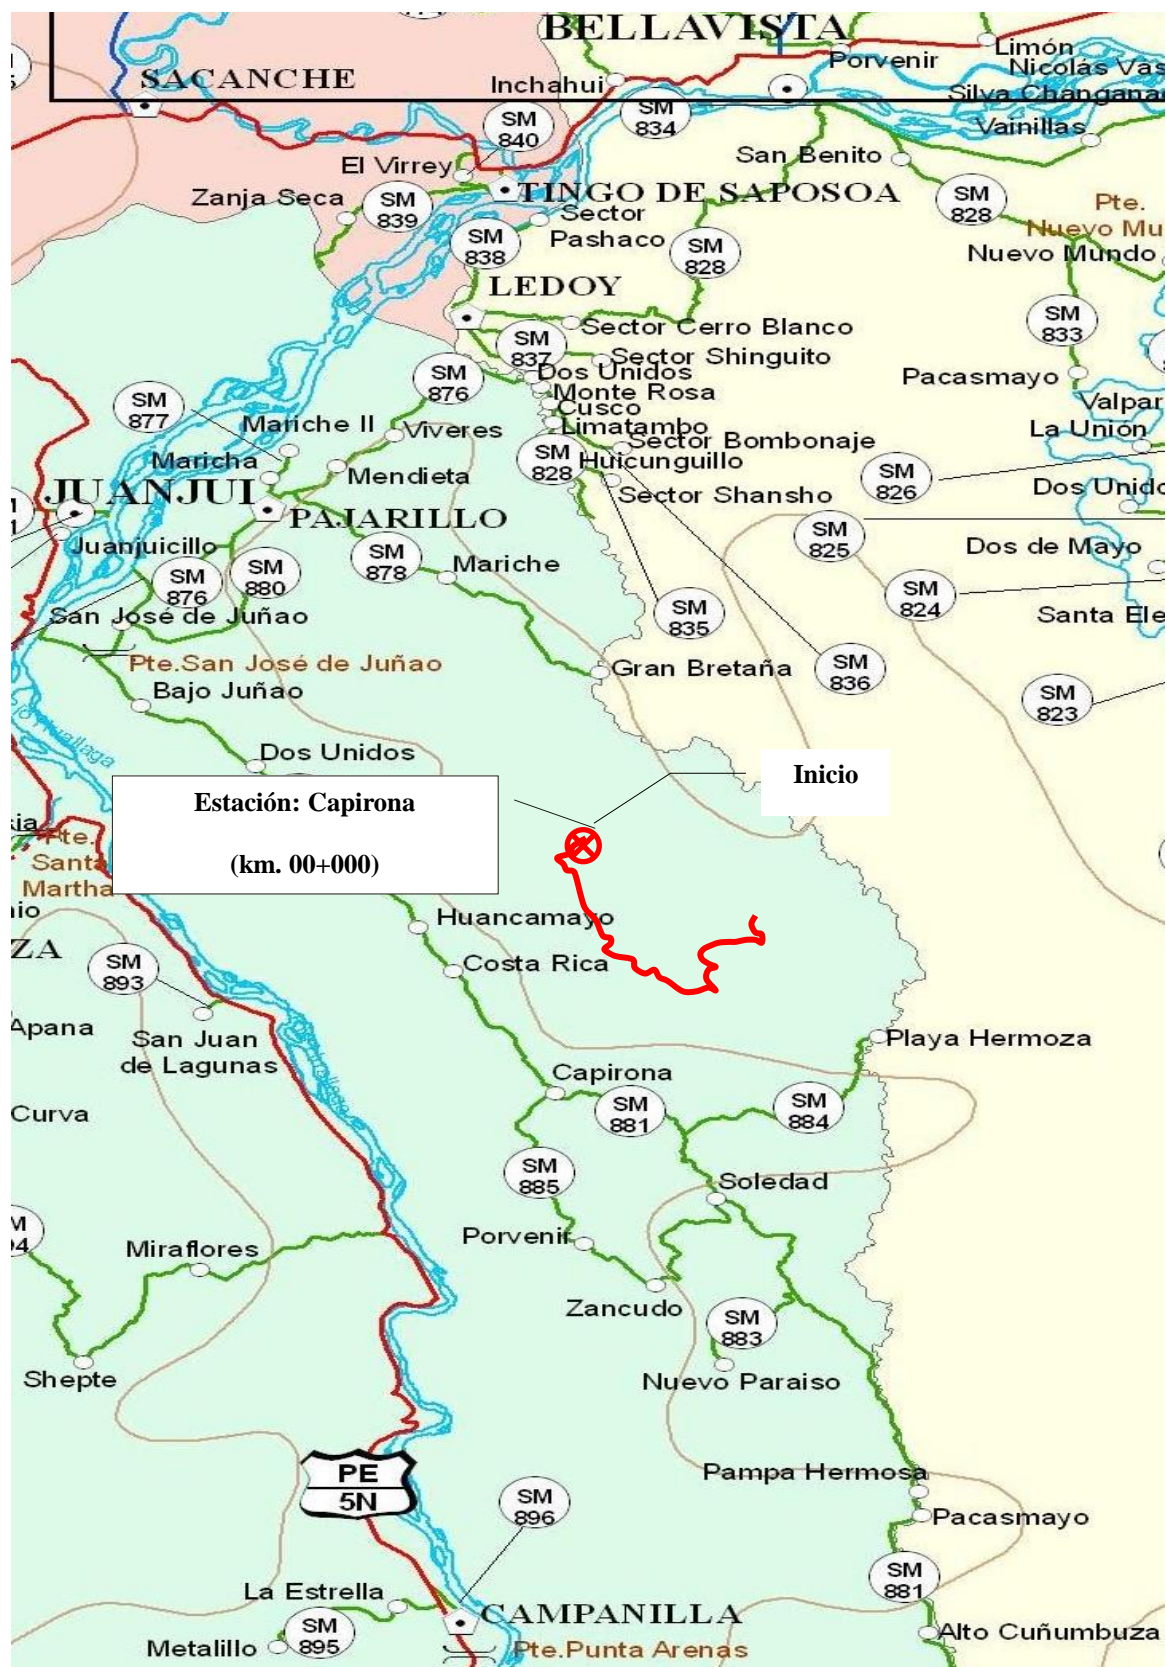 BELLAVISTA
Limón
Porvenir
SACANCHE
Inchahui
Nicolás Vas
Silva Changana
SM
834
SM
840
Vainillas
San Benito
El Virrey
TINGO DE SAPOSOA
Zanja Seca
SM
839
Sector
Pashaco
SM
828
Pte.
Nuevo Mu
SM
838
SM
828
Nuevo Mundo
LEDOY
Sector Cerro Blanco
SM
833
SM
837
Sector Shinguito
Dos Unidos
SM
876
Pacasmayo
Monte Rosa
SM
877
Cusco
Valpar
Mariche II
Viveres
Limatambo
La Unión
Sector Bombonaje
Maricha
SM
828
Huicunguillo
Mendieta
SM
826
JUANJUI
Sector Shansho
Dos Unido
PAJARILLO
SM
825
Juanjuicillo
SM
878
Dos de Mayo
SM
876
SM
880
Mariche
SM
824
San José de Juñao
SM
835
Santa Ele
Pte.San José de Juñao
Gran Bretaña
SM
836
Bajo Juñao
SM
823
Río Huallaga
Dos Unidos
Inicio
Estación: Capirona
(km. 00+000)
sia
Pte.
Santa
Martha
nio
Huancamayo
ZA
SM
893
Costa Rica
Apana
San Juan
de Lagunas
Playa Hermoza
Capirona
Curva
SM
881
SM
884
SM
885
Soledad
M
94
Miraflores
Porvenir
Zancudo
SM
883
Shepte
Nuevo Paraiso
PE
5N
Pampa Hermosa
SM
896
Pacasmayo
SM
881
La Estrella
CAMPANILLA
SM
895
Alto Cuñumbuza
Metalillo
Pte.Punta Arenas